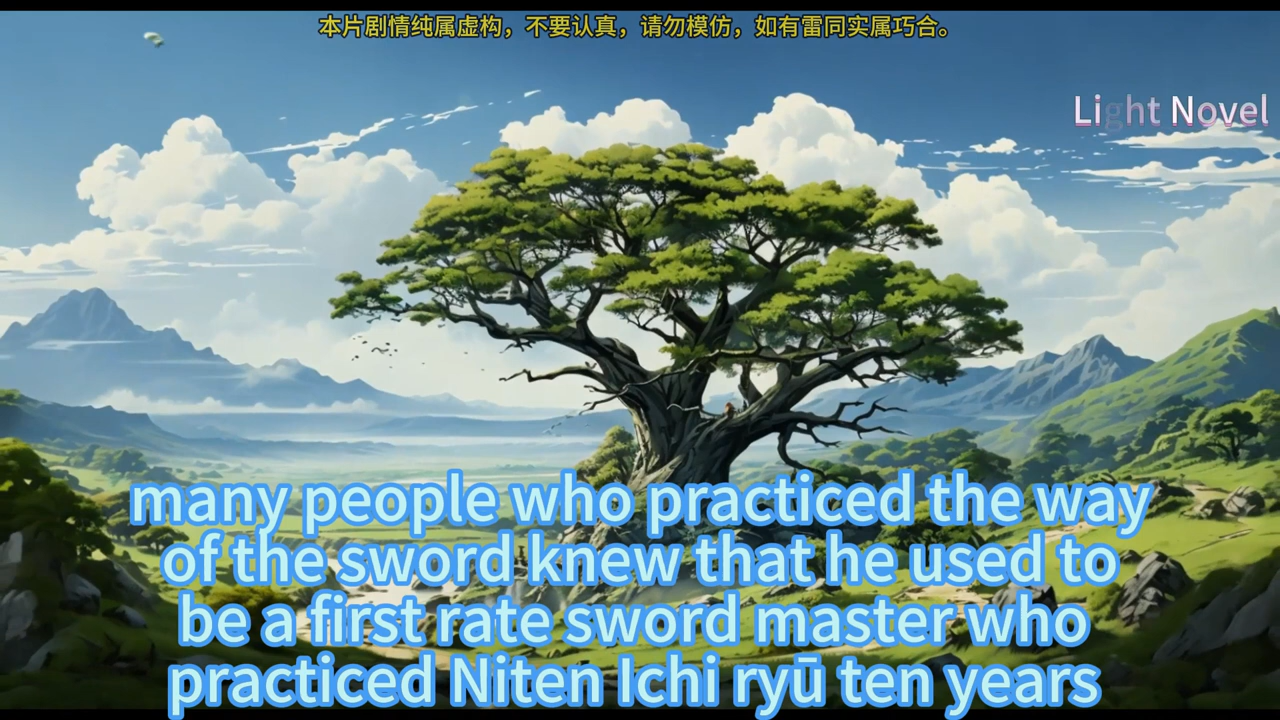 本片剧情纯属虚构，不要认真，请勿模仿，如有雷同实属巧合。
Light Novel
many people who practiced the way
of the sword knew that he used to
be a first rate sword master who
practiced Niten Ichi ryū ten years